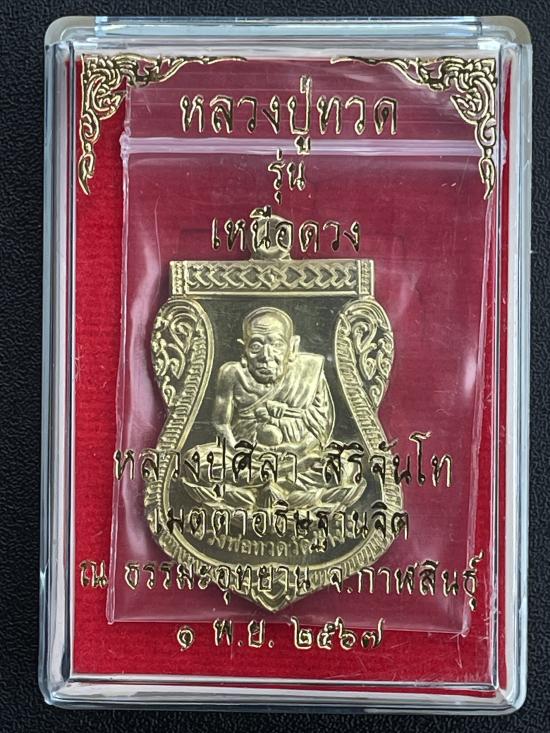 หลวงปู่ทวด
รุ่น
เหนือดวง
หลวงปู่ศิลา สิริจันโท
เมตตาอธิษฐานจิต
ณ ธรรมะอุทยาน จ.กาฬสินธุ์
๑ พ.ย. ๒๕๖๗